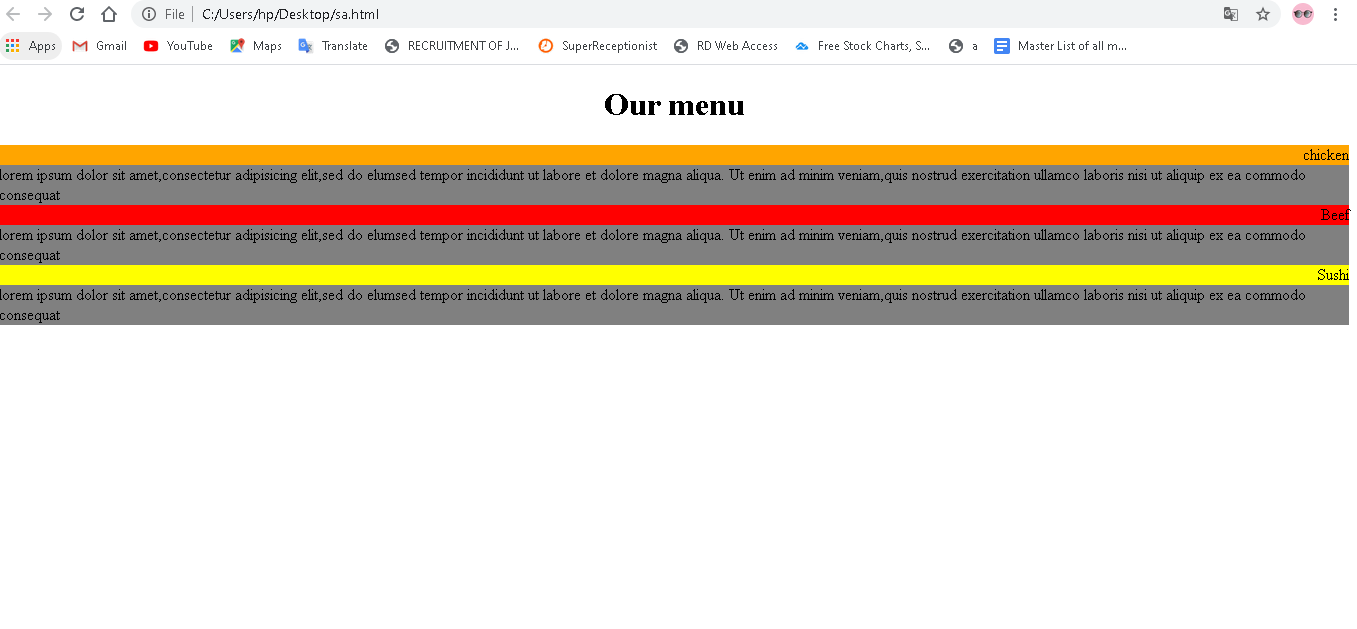 File C:/Users/hp/Desktop/sa.html
Apps Gmail YouTube Maps Translate RECRUITMENT OF J... SuperReceptionist RD Web Access Free Stock Charts, S... a Master List of all m...
Our menu
chicken
lorem ipsum dolor sit amet,consectetur adipisicing elit,sed do elumsed tempor incididunt ut labore et dolore magna aliqua. Ut enim ad minim veniam,quis nostrud exercitation ullamco laboris nisi ut aliquip ex ea commodo
consequat
Beef
lorem ipsum dolor sit amet,consectetur adipisicing elit,sed do elumsed tempor incididunt ut labore et dolore magna aliqua. Ut enim ad minim veniam,quis nostrud exercitation ullamco laboris nisi ut aliquip ex ea commodo
consequat
Sushi
lorem ipsum dolor sit amet,consectetur adipisicing elit,sed do elumsed tempor incididunt ut labore et dolore magna aliqua. Ut enim ad minim veniam,quis nostrud exercitation ullamco laboris nisi ut aliquip ex ea commodo
consequat